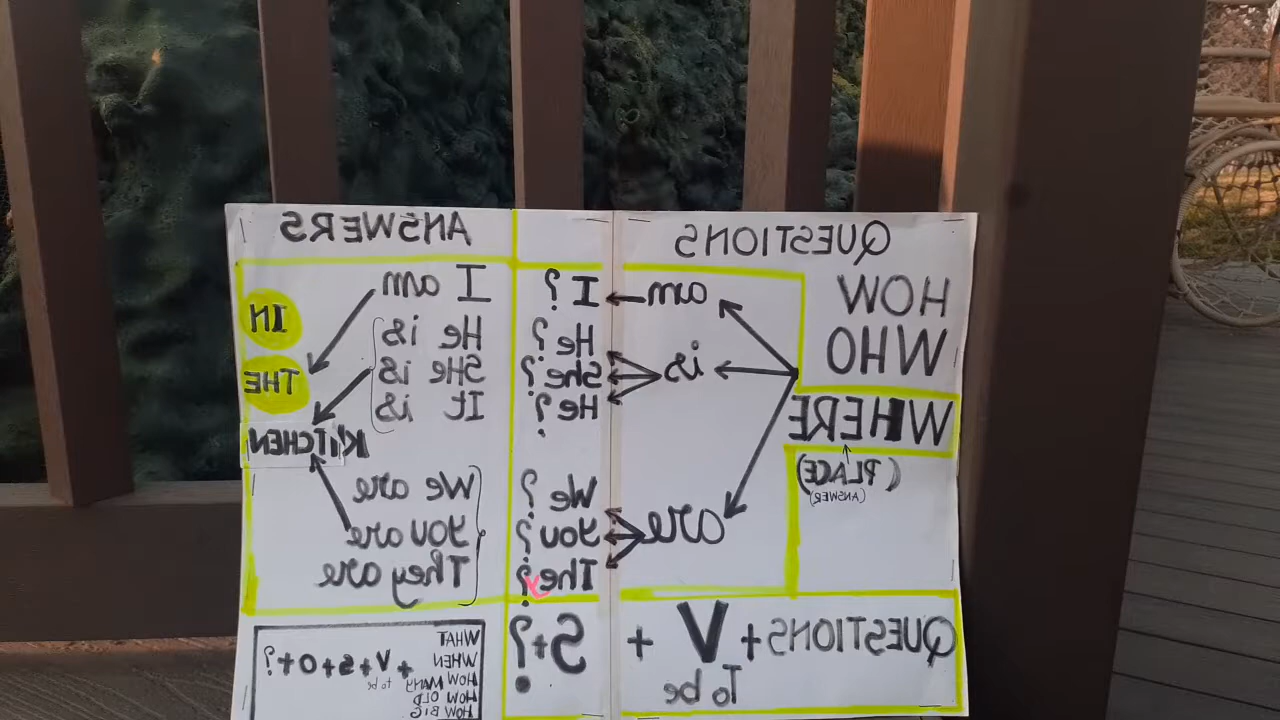 QUESTIONS
ANSWERS
HOW
WHO
WHERE
(PLACE)
(ANSWER)
am
is
are
I ?
He ?
She ?
He ?
We ?
You ?
They ?
I am
He is
SHe is
It is
We are
you are
They are
IN
THE
KITCHEN
QUESTIONS + V + S + ?
To be
WHAT
WHEN
HOW MANY
HOW OLD
HOW BIG
+ V + S + O + ?
to be